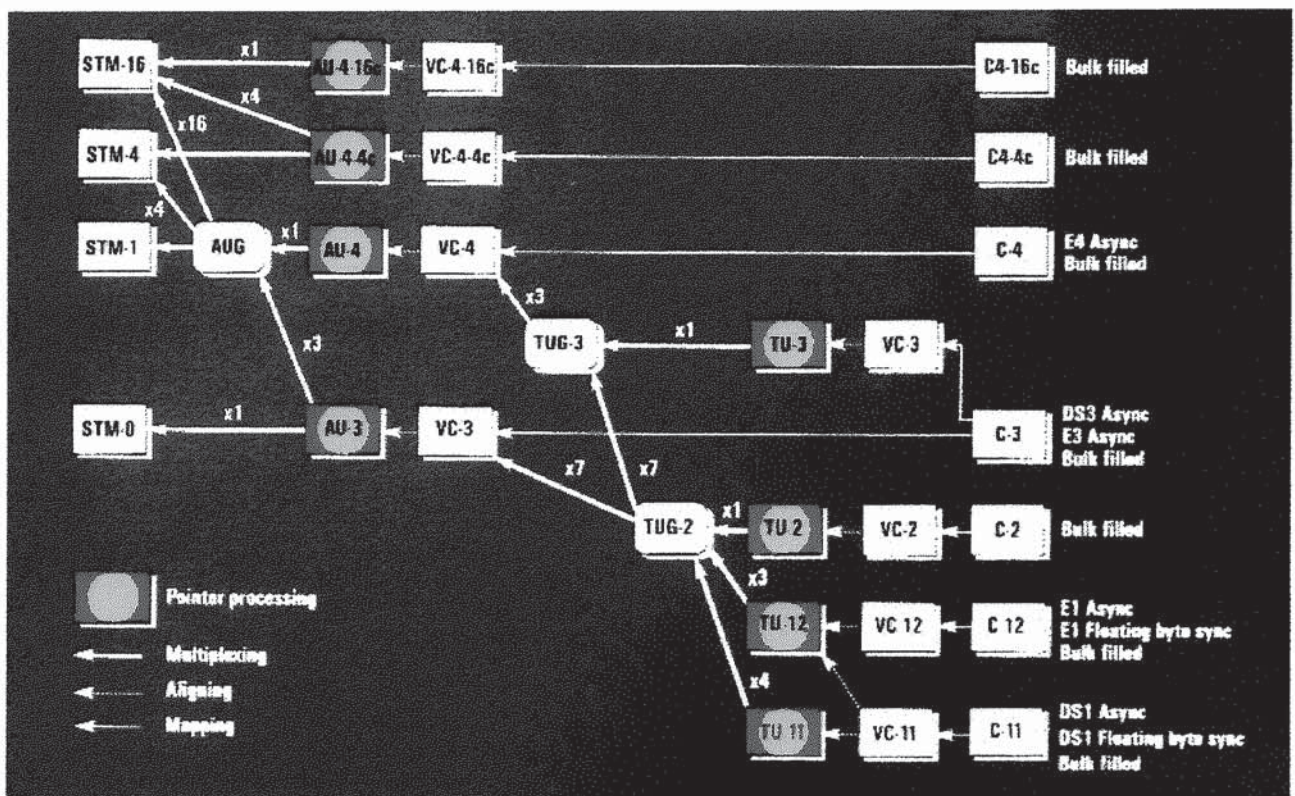 STM-16
x1
AU-4-16c
VC-4-16c
C4-16c
Bulk filled
x4
x16
STM-4
AU-4-4c
VC-4-4c
C4-4c
Bulk filled
x4
STM-1
AUG
x1
AU-4
VC-4
C-4
E4 Async
Bulk filled
x3
TUG-3
x1
TU-3
VC-3
x3
STM-0
x1
AU-3
VC-3
C-3
DS3 Async
E3 Async
Bulk filled
x7
x7
TUG-2
x1
TU-2
VC-2
C-2
Bulk filled
x3
TU-12
VC-12
C-12
E1 Async
E1 Floating byte sync
Bulk filled
x4
TU-11
VC-11
C-11
DS1 Async
DS1 Floating byte sync
Bulk filled
Pointer processing
Multiplexing
Aligning
Mapping